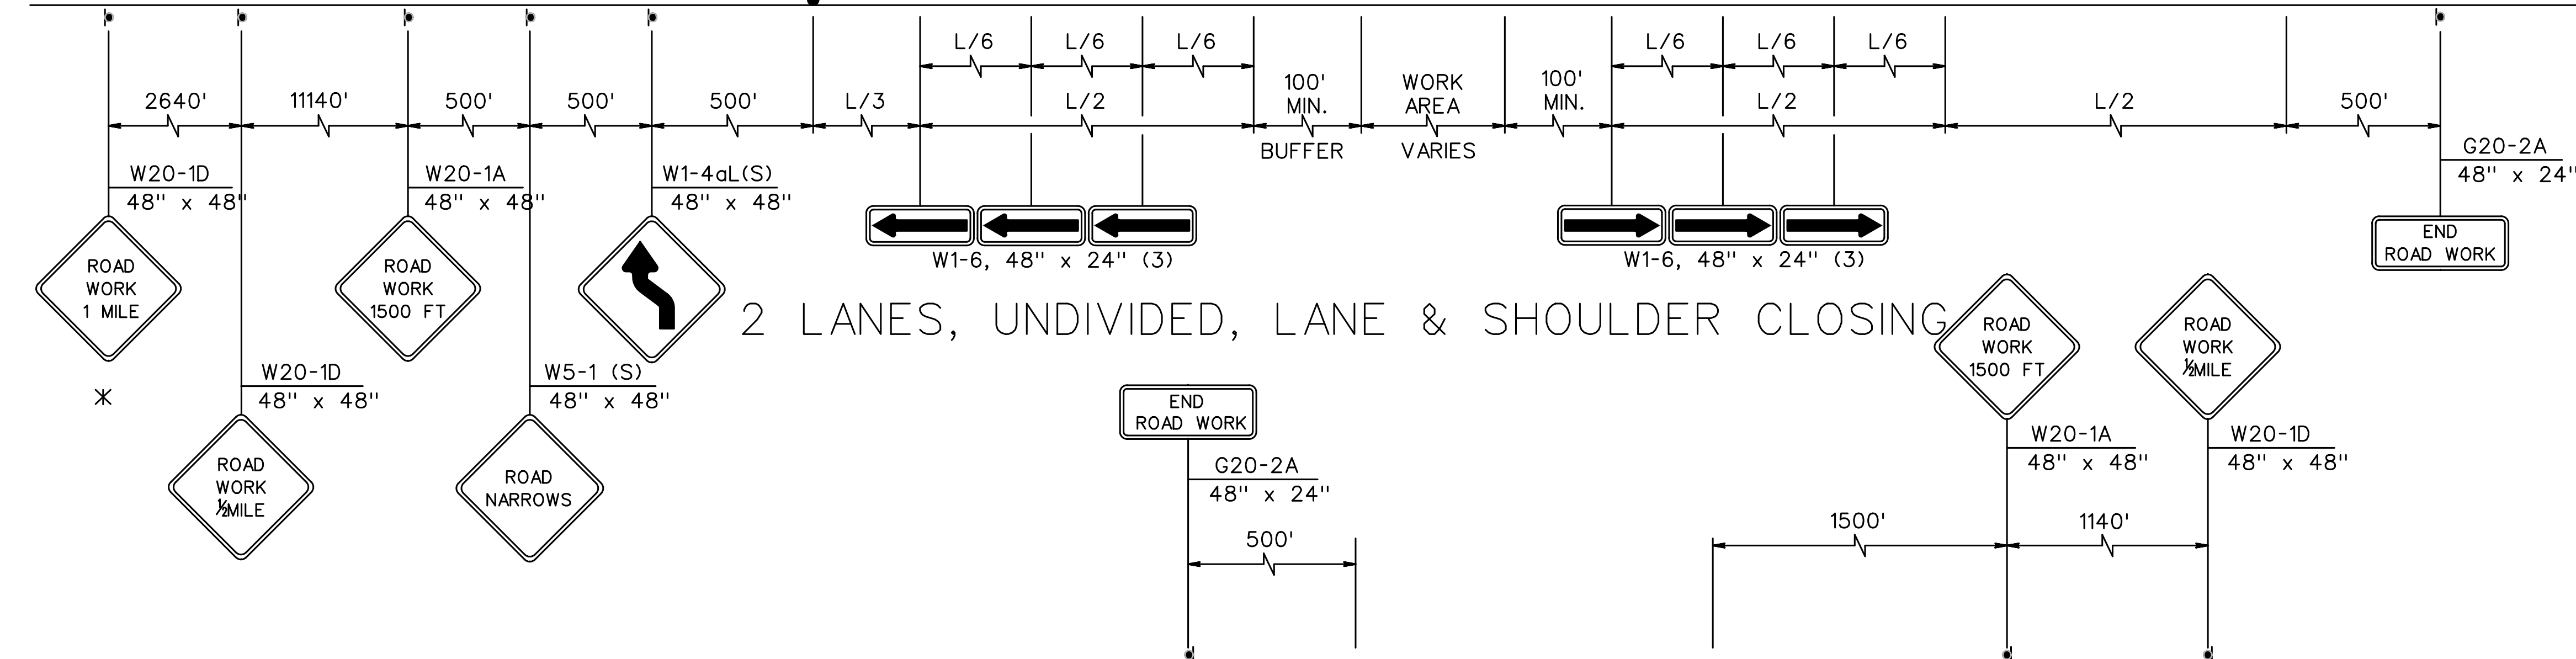 L/6 L/6 L/6 L/6 L/6 L/6
2640' 11140' 500' 500' 500' L/3 L/2 100' MIN. WORK AREA 100' MIN. L/2 L/2 500'
BUFFER VARIES
W20-1D
48" x 48"
W20-1A
48" x 48"
W1-4aL(S)
48" x 48"
G20-2A
48" x 24"
ROAD
WORK
1 MILE
ROAD
WORK
1500 FT
W1-6, 48" x 24" (3)
W1-6, 48" x 24" (3)
END
ROAD WORK
2 LANES, UNDIVIDED, LANE & SHOULDER CLOSING
ROAD
WORK
1500 FT
ROAD
WORK
½MILE
*
W20-1D
48" x 48"
W5-1 (S)
48" x 48"
END
ROAD WORK
W20-1A
48" x 48"
W20-1D
48" x 48"
ROAD
WORK
½MILE
ROAD
NARROWS
G20-2A
48" x 24"
500'
1500'
1140'